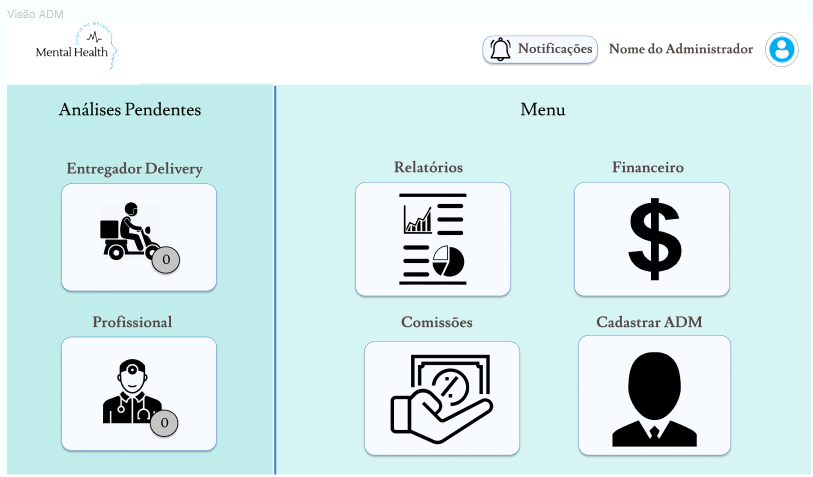 Visão ADM
Mental Health
Notificações
Nome do Administrador
Análises Pendentes
Entregador Delivery
0
Profissional
0
Menu
Relatórios
Financeiro
Comissões
Cadastrar ADM